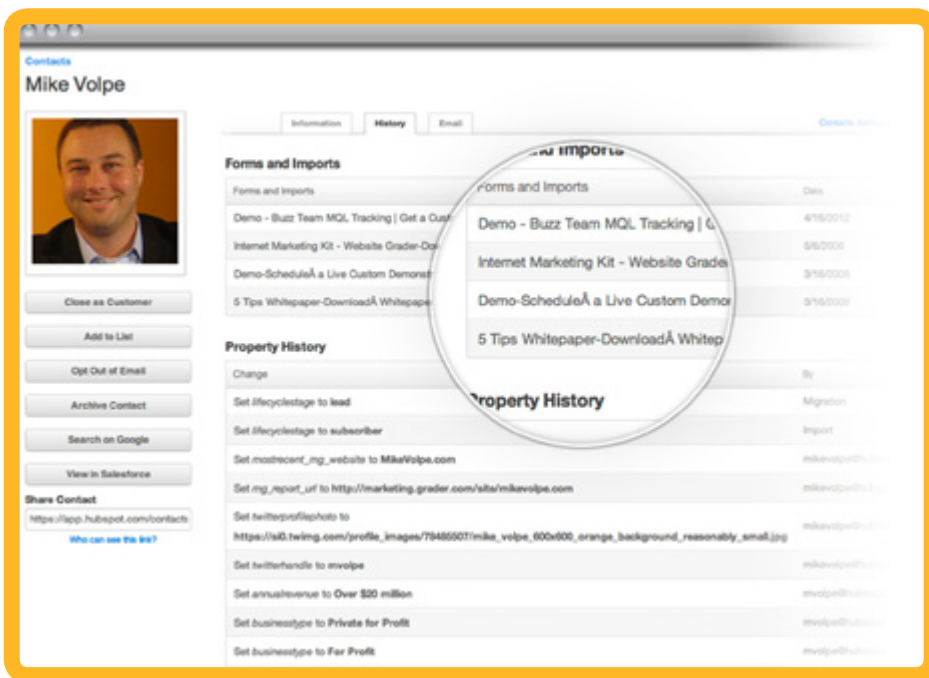 Contacts
Mike Volpe
Information History Email
Forms and Imports
Forms and Imports Date
Demo - Buzz Team MQL Tracking | Get a Cust 4/16/2012
Internet Marketing Kit - Website Grader-Do
Demo-ScheduleÂ a Live Custom Demonst
5 Tips Whitepaper-DownloadÂ Whitepape
and Imports
Forms and Imports
Demo - Buzz Team MQL Tracking | G
Internet Marketing Kit - Website Grade
Demo-ScheduleÂ a Live Custom Demor
5 Tips Whitepaper-DownloadÂ Whitep
Property History
Close as Customer
Add to List
Opt Out of Email
Archive Contact
Search on Google
View in Salesforce
Share Contact
https://app.hubspot.com/contacts
Who can see this link?
Property History
Change By
Set lifecyclestage to lead Migration
Set lifecyclestage to subscriber Import
Set mostrecent_mg_website to MikeVolpe.com
Set mg_report_url to http://marketing.grader.com/site/mikevolpe.com
Set twitterprofilephoto to
https://si0.twimg.com/profile_images/79485507/mike_volpe_600x600_orange_background_reasonably_small.jpg
Set twitterhandle to mvolpe
Set annualrevenue to Over $20 million
Set businesstype to Private for Profit
Set businesstype to For Profit